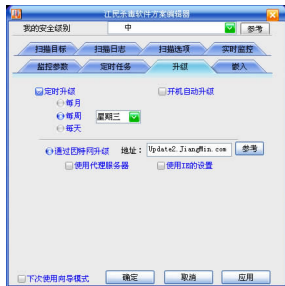 江民杀毒软件方案编辑器
我的安全级别 中 参考
扫描目标 扫描日志 扫描选项 实时监控
监控参数 定时任务 升级 嵌入
定时升级 开机自动升级
每月
每周 星期三
每天
通过因特网升级 地址： Update2.JiangMin.com 参考
使用代理服务器 使用IE的设置
下次使用向导模式 确定 取消 应用